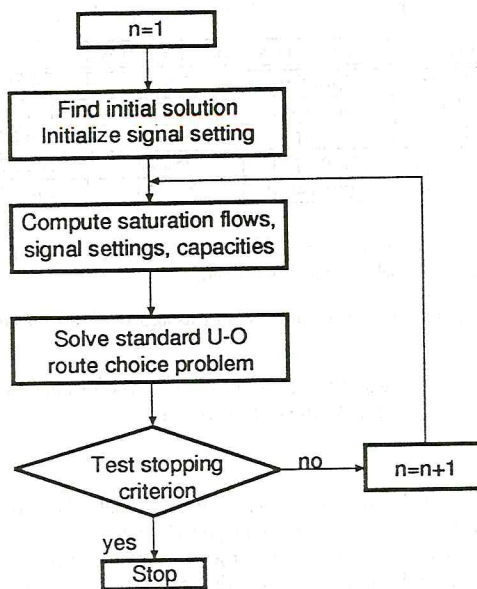 n=1
Find initial solution
Initialize signal setting
Compute saturation flows,
signal settings, capacities
Solve standard U-O
route choice problem
Test stopping
criterion
no
n=n+1
yes
Stop